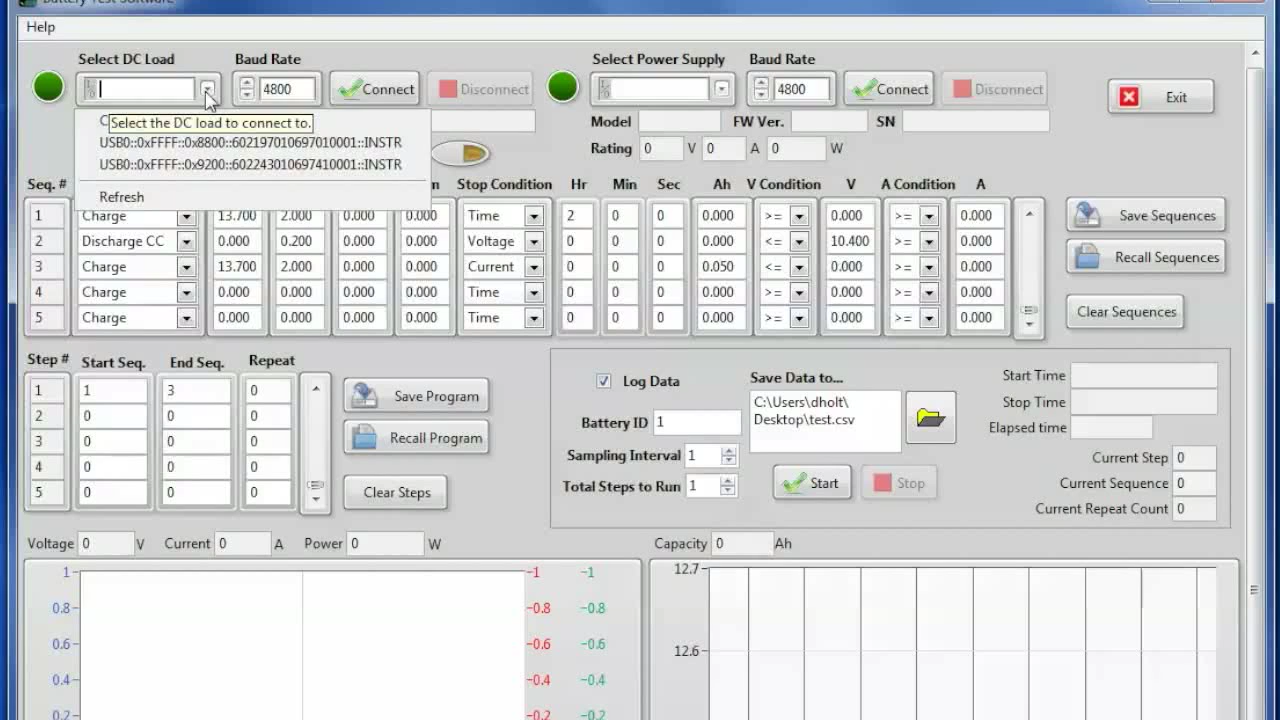 Battery Test Software
Help
Select DC Load Baud Rate Select Power Supply Baud Rate
4800 Connect Disconnect 4800 Connect Disconnect Exit
Select the DC load to connect to. Model FW Ver. SN
USB0::0xFFFF::0x8800::602197010697010001::INSTR
Rating 0 V 0 A 0 W
USB0::0xFFFF::0x9200::602243010697410001::INSTR
Refresh
Seq. # Stop Condition Hr Min Sec Ah V Condition V A Condition A
1 Charge 13.700 2.000 0.000 0.000 Time 2 0 0 0.000 >= 0.000 >= 0.000
2 Discharge CC 0.000 0.200 0.000 0.000 Voltage 0 0 0 0.000 <= 10.400 >= 0.000
3 Charge 13.700 2.000 0.000 0.000 Current 0 0 0 0.050 <= 0.000 >= 0.000
4 Charge 0.000 0.000 0.000 0.000 Time 0 0 0 0.000 >= 0.000 >= 0.000
5 Charge 0.000 0.000 0.000 0.000 Time 0 0 0 0.000 >= 0.000 >= 0.000
Save Sequences
Recall Sequences
Clear Sequences
Step # Start Seq. End Seq. Repeat
1 1 3 0
2 0 0 0
3 0 0 0
4 0 0 0
5 0 0 0
Save Program
Recall Program
Clear Steps
Log Data
Battery ID 1
Sampling Interval 1
Total Steps to Run 1
Save Data to...
C:\Users\dholt\
Desktop\test.csv
Start Stop
Start Time
Stop Time
Elapsed time
Current Step 0
Current Sequence 0
Current Repeat Count 0
Voltage 0 V Current 0 A Power 0 W Capacity 0 Ah
1 -1 -1
0.8 -0.8 -0.8
0.6 -0.6 -0.6
0.4 -0.4 -0.4
0.2 -0.2 -0.2
12.7
12.6